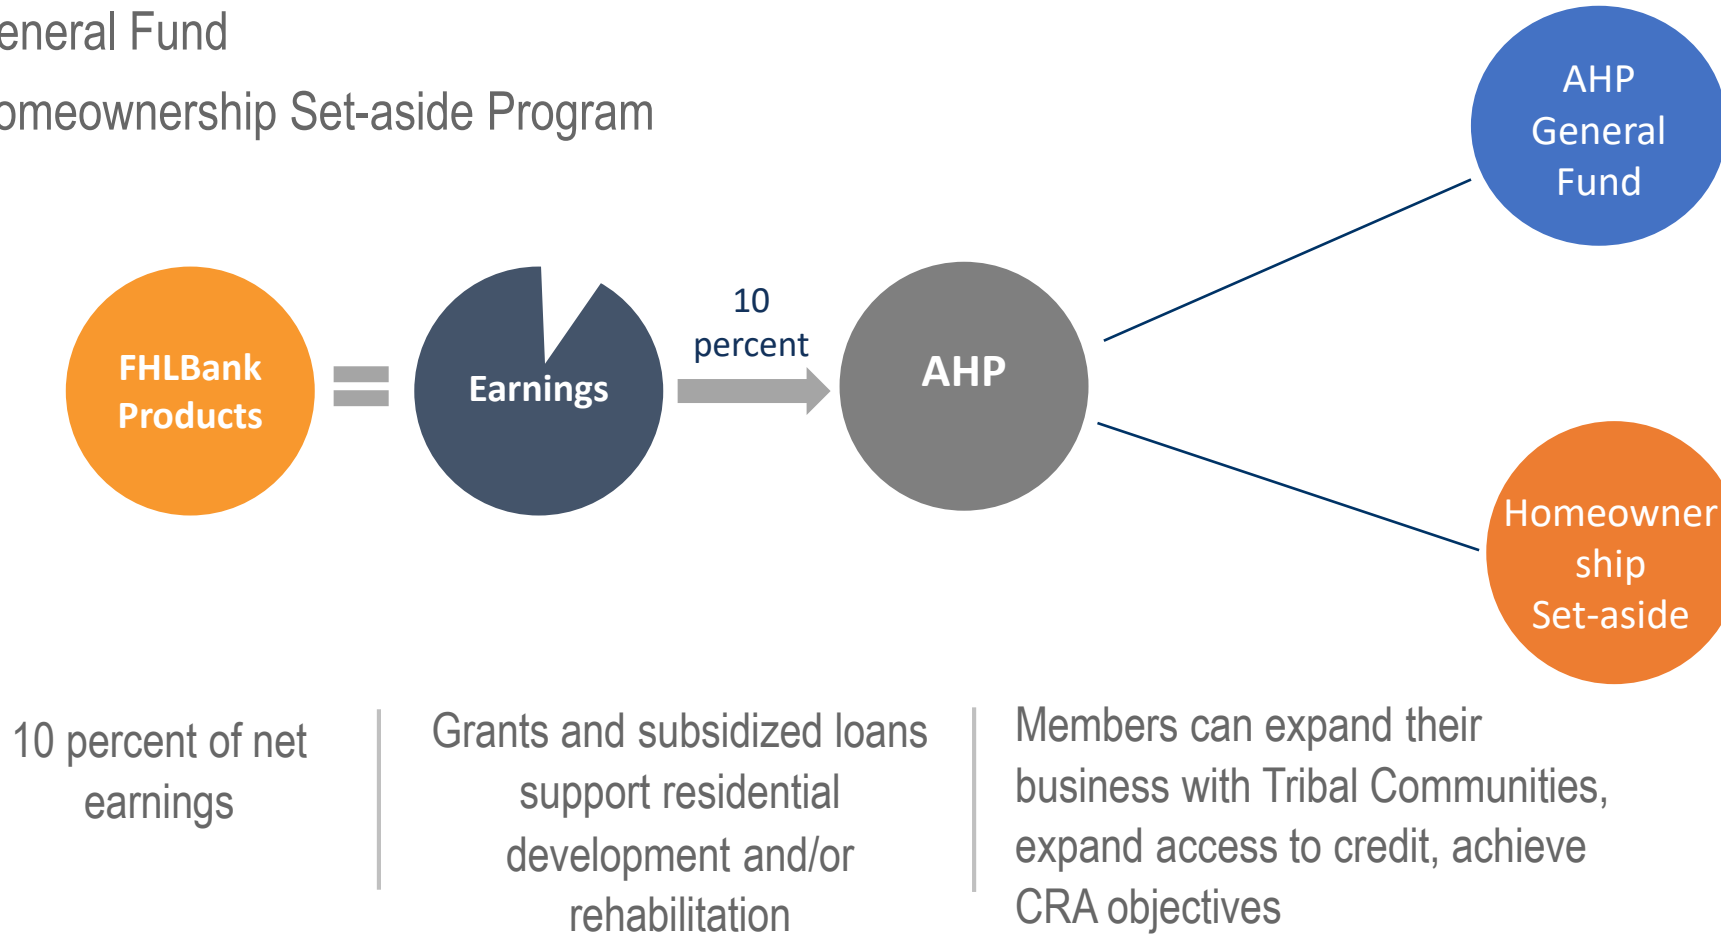 eneral Fund
omeownership Set-aside Program
AHP
General
Fund
FHLBank
Products
Earnings
10
percent
AHP
Homeowner
ship
Set-aside
10 percent of net
earnings
Grants and subsidized loans
support residential
development and/or
rehabilitation
Members can expand their
business with Tribal Communities,
expand access to credit, achieve
CRA objectives